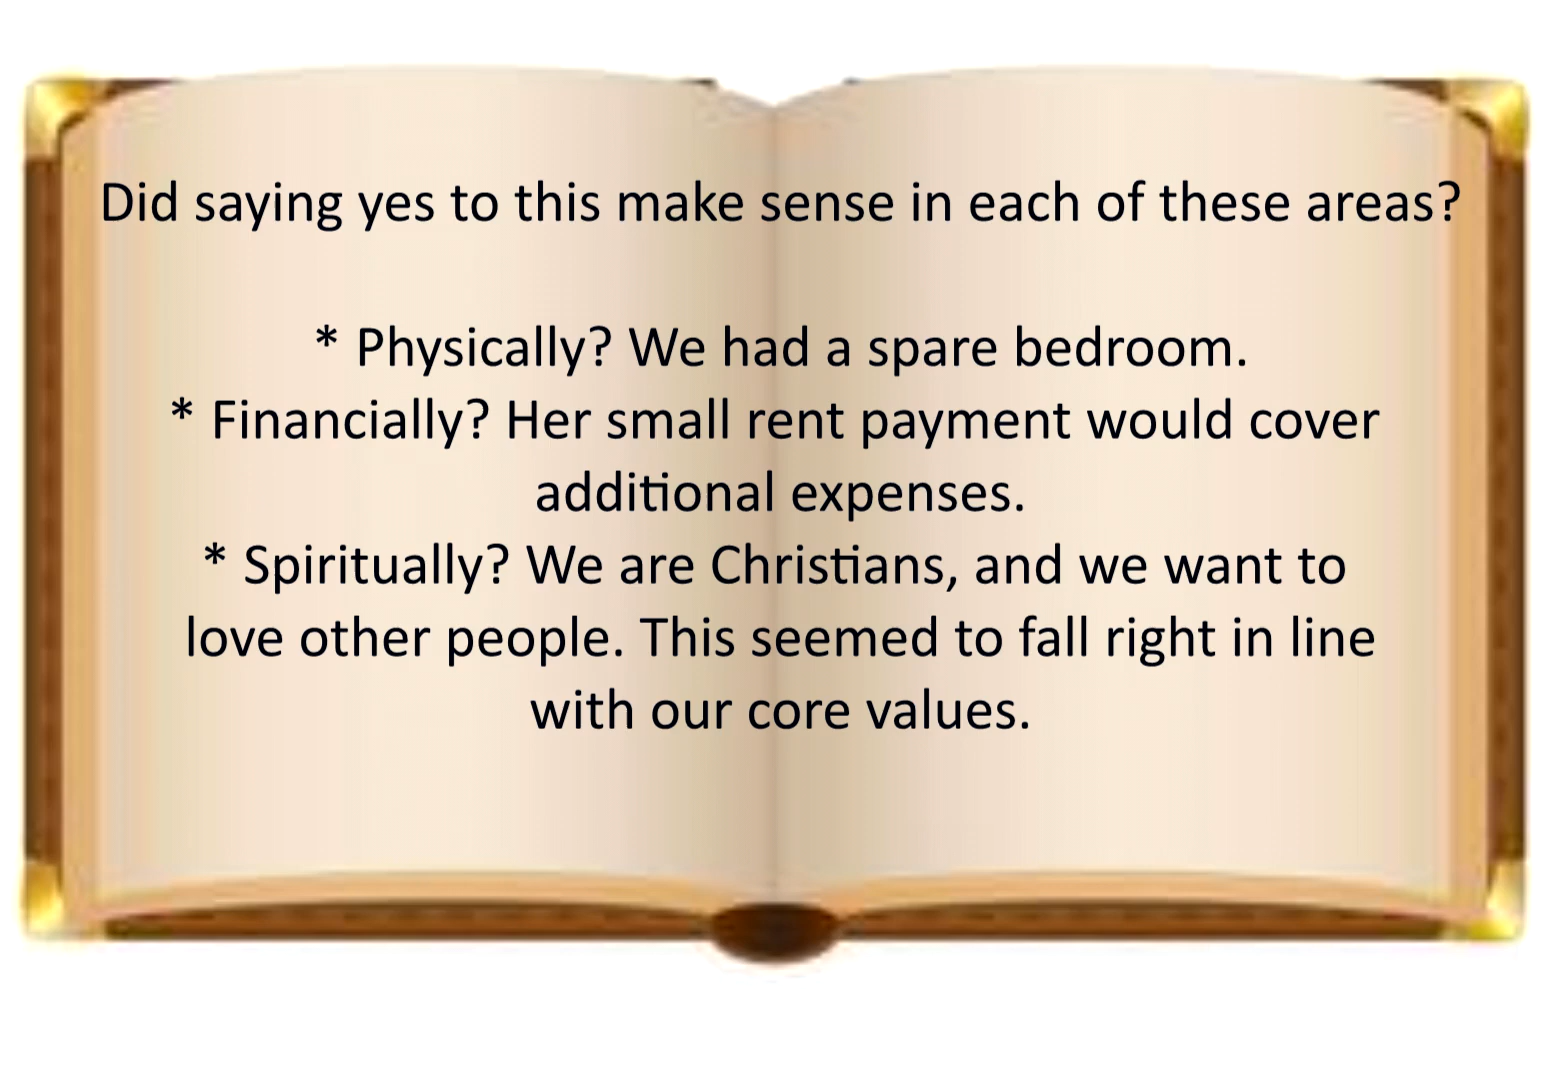 Did saying yes to this make sense in each of these areas?
* Physically? We had a spare bedroom.
* Financially? Her small rent payment would cover
additional expenses.
* Spiritually? We are Christians, and we want to
love other people. This seemed to fall right in line
with our core values.